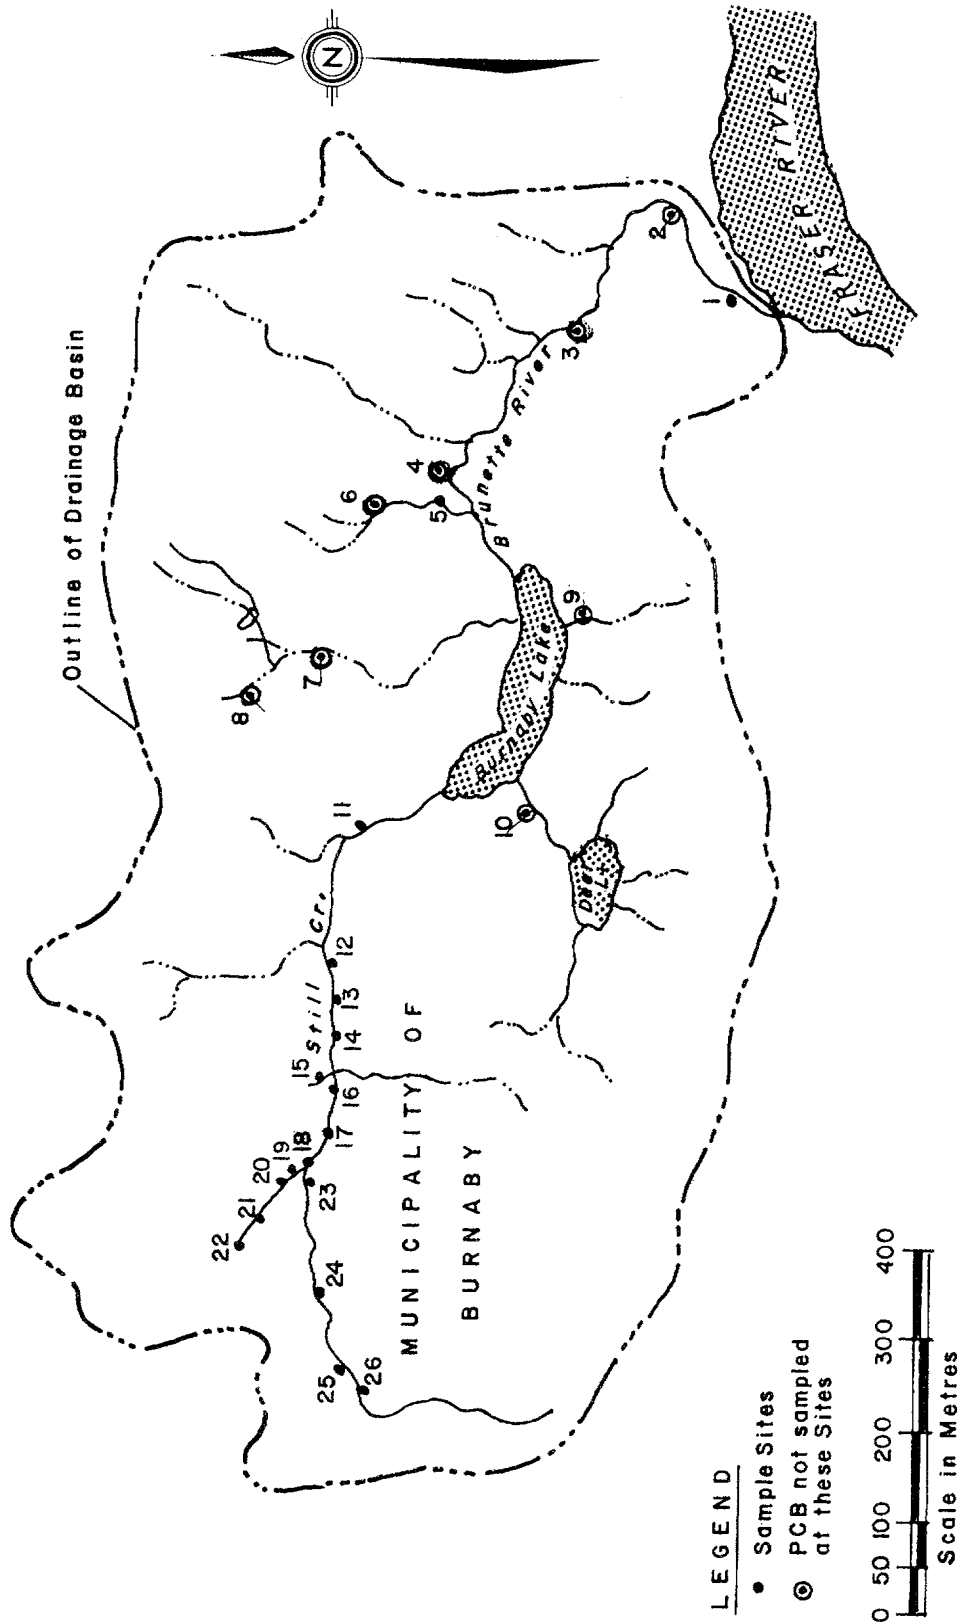 Outline of Drainage Basin
N
FRASER RIVER
Brunette River
Burnaby Lake
Deer L.
Still Cr.
MUNICIPALITY OF
BURNABY
1
2
3
4
5
6
7
8
9
10
11
12
13
14
15
16
17
18
19
20
21
22
23
24
25
26
LEGEND
Sample Sites
PCB not sampled
at these Sites
0 50 100 200 300 400
Scale in Metres